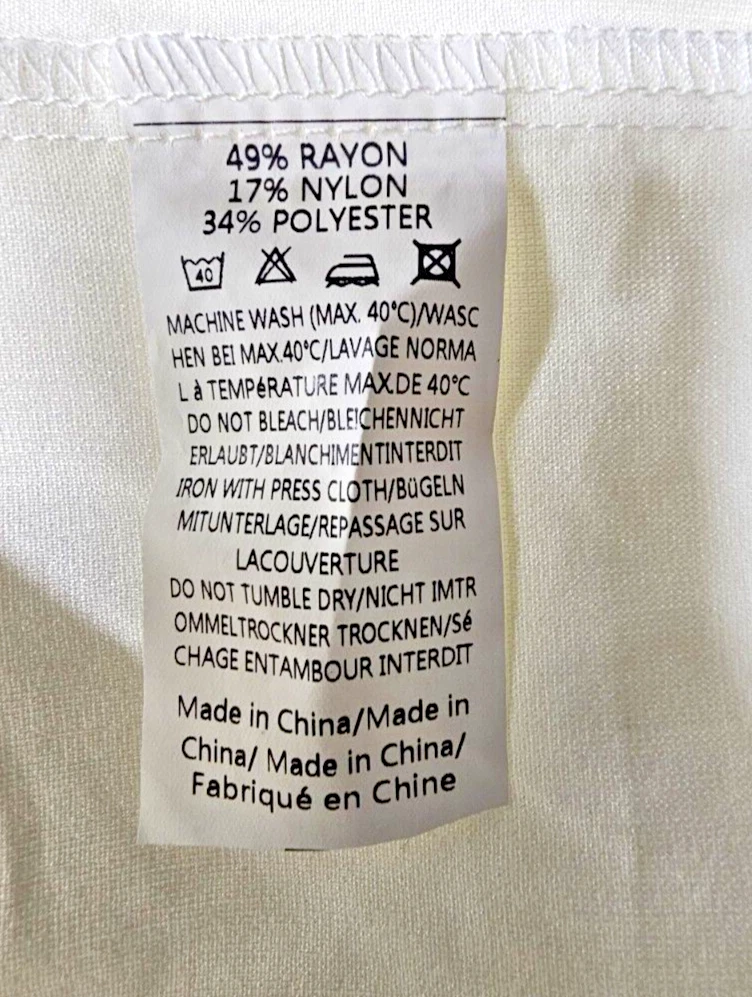 49% RAYON
17% NYLON
34% POLYESTER
40
MACHINE WASH (MAX. 40°C)/WASC
HEN BEI MAX.40°C/LAVAGE NORMA
L à TEMPéRATURE MAX.DE 40°C
DO NOT BLEACH/BLEICHENNICHT
ERLAUBT/BLANCHIMENTINTERDIT
IRON WITH PRESS CLOTH/BüGELN
MITUNTERLAGE/REPASSAGE SUR
LACOUVERTURE
DO NOT TUMBLE DRY/NICHT IMTR
OMMELTROCKNER TROCKNEN/Sé
CHAGE ENTAMBOUR INTERDIT
Made in China/Made in
China/ Made in China/
Fabriqué en Chine